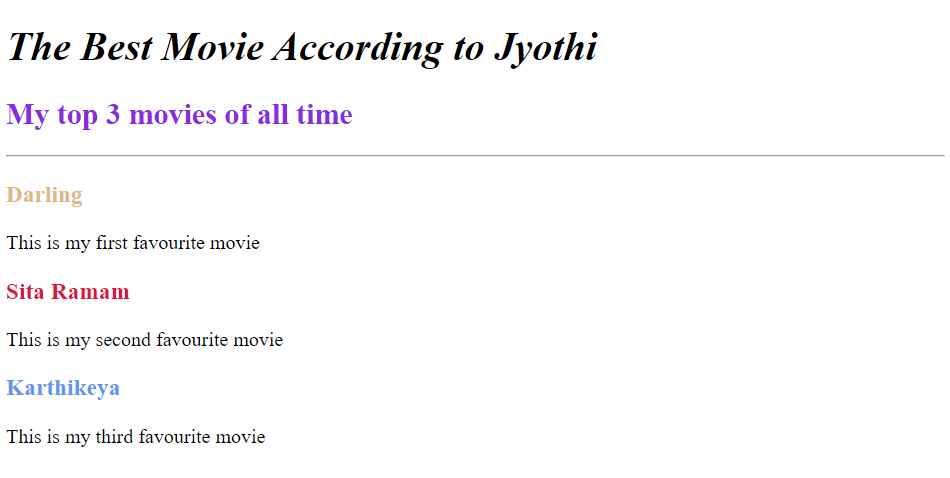 The Best Movie According to Jyothi
My top 3 movies of all time
Darling
This is my first favourite movie
Sita Ramam
This is my second favourite movie
Karthikeya
This is my third favourite movie